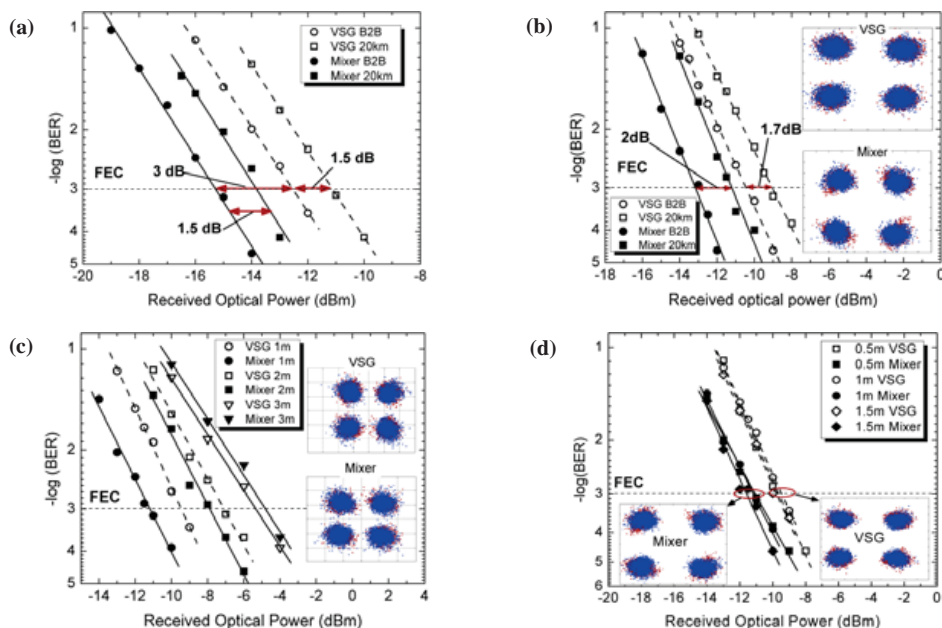 (a)
1
2
3
4
5
-log (BER)
FEC
VSG B2B
VSG 20km
Mixer B2B
Mixer 20km
3 dB
1.5 dB
1.5 dB
-20 -18 -16 -14 -12 -10 -8
Received Optical Power (dBm)
(b)
1
2
3
4
5
-log (BER)
FEC
2dB
1.7dB
VSG
Mixer
VSG B2B
VSG 20km
Mixer B2B
Mixer 20km
-18 -16 -14 -12 -10 -8 -6 -4 -2 0
Received optical power (dBm)
(c)
1
2
3
4
5
-log (BER)
FEC
VSG 1m
Mixer 1m
VSG 2m
Mixer 2m
VSG 3m
Mixer 3m
VSG
Mixer
-14 -12 -10 -8 -6 -4 -2 0 2 4
Received Optical Power (dBm)
(d)
1
2
3
4
5
6
-log(BER)
FEC
0.5m VSG
0.5m Mixer
1m VSG
1m Mixer
1.5m VSG
1.5m Mixer
Mixer
VSG
-20 -18 -16 -14 -12 -10 -8 -6 -4 -2 0
Received Optical Power (dBm)